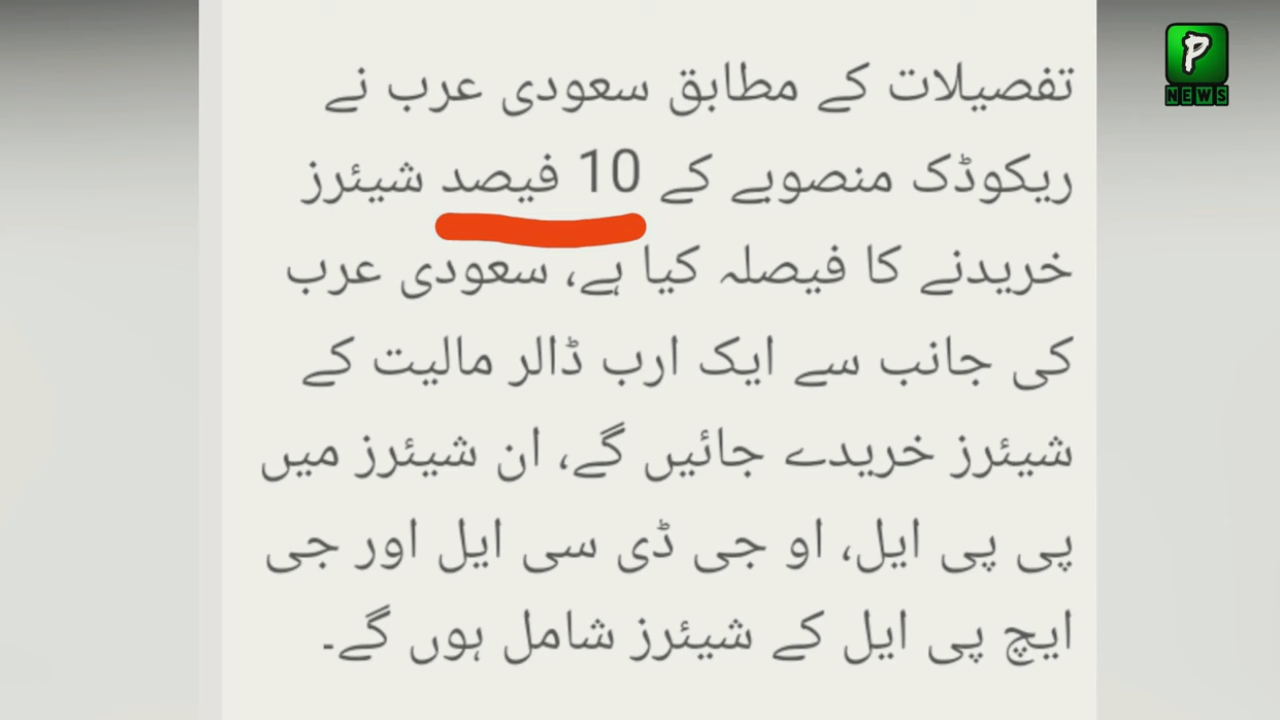 تفصیلات کے مطابق سعودی عرب نے
ریکوڈک منصوبے کے 10 فیصد شیئرز
خریدنے کا فیصلہ کیا ہے، سعودی عرب
کی جانب سے ایک ارب ڈالر مالیت کے
شیئرز خریدے جائیں گے، ان شیئرز میں
پی پی ایل، او جی ڈی سی ایل اور جی
ایچ پی ایل کے شیئرز شامل ہوں گے۔
P
NEWS